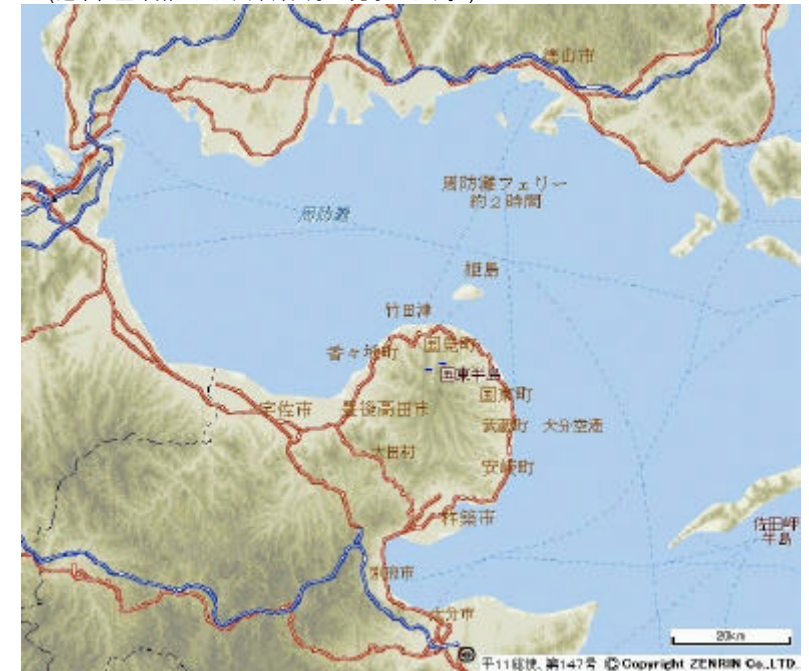 徳山市
周防灘フェリー
約2時間
周防灘
姫島
竹田津
香々地町
国見町
国東半島
国東町
宇佐市
豊後高田市
武蔵町
大分空港
大田村
安岐町
杵築市
佐田岬
半島
別府市
大分市
20km
平11総使、第147号 ©Copyright ZENRIN Co.,LTD.